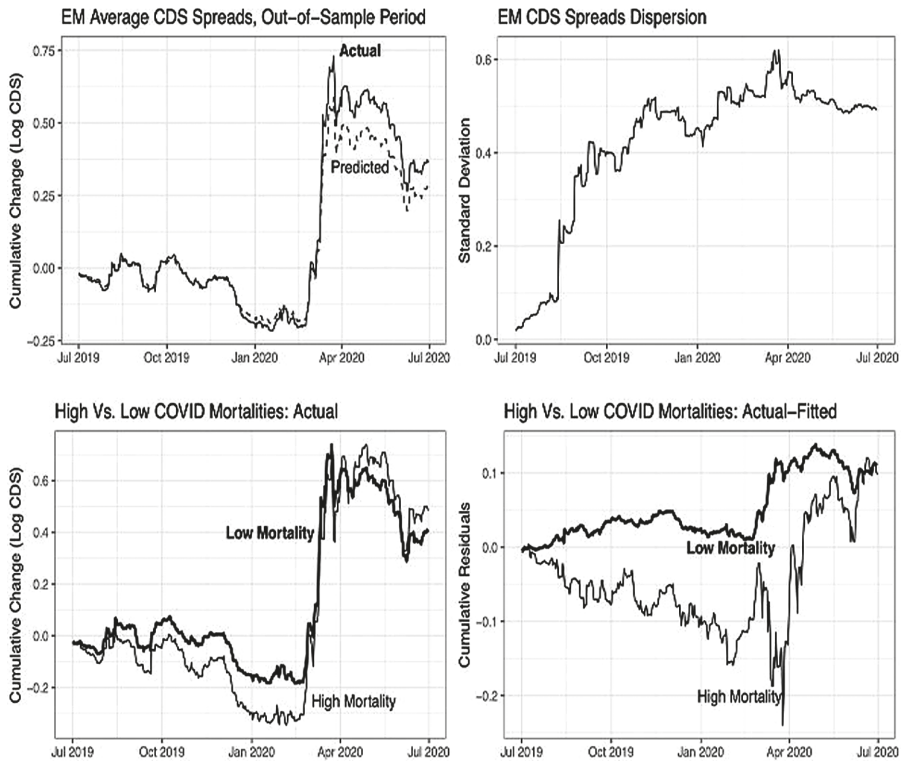 EM Average CDS Spreads, Out-of-Sample Period
Cumulative Change (Log CDS)
0.75
0.50
0.25
0.00
-0.25
Actual
Predicted
Jul 2019
Oct 2019
Jan 2020
Apr 2020
Jul 2020
EM CDS Spreads Dispersion
Standard Deviation
0.6
0.4
0.2
0.0
Jul 2019
Oct 2019
Jan 2020
Apr 2020
Jul 2020
High Vs. Low COVID Mortalities: Actual
Cumulative Change (Log CDS)
0.6
0.4
0.2
0.0
-0.2
Low Mortality
High Mortality
Jul 2019
Oct 2019
Jan 2020
Apr 2020
Jul 2020
High Vs. Low COVID Mortalities: Actual-Fitted
Cumulative Residuals
0.1
0.0
-0.1
-0.2
Low Mortality
High Mortality
Jul 2019
Oct 2019
Jan 2020
Apr 2020
Jul 2020